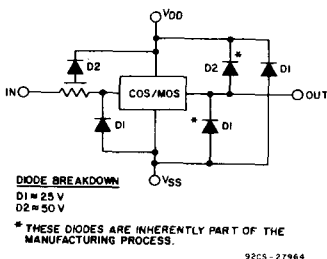 VDD
*
D2
D2
D1
IN
COS/MOS
OUT
D1
*
D1
VSS
DIODE BREAKDOWN
D1 ≈ 25 V
D2 ≈ 50 V
* THESE DIODES ARE INHERENTLY PART OF THE
MANUFACTURING PROCESS.
92CS-27964